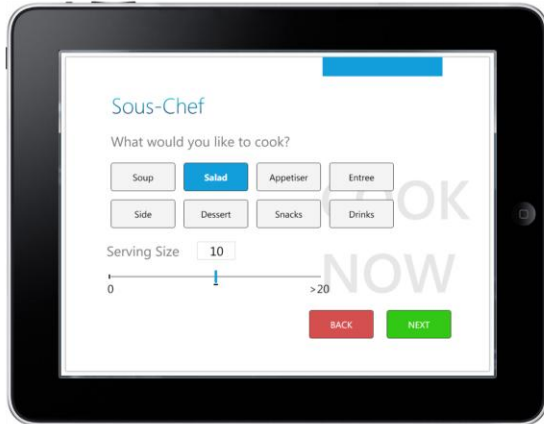 Sous-Chef
What would you like to cook?
Soup Salad Appetiser Entree
Side Dessert Snacks Drinks
COOK
NOW
Serving Size 10
0 >20
BACK NEXT